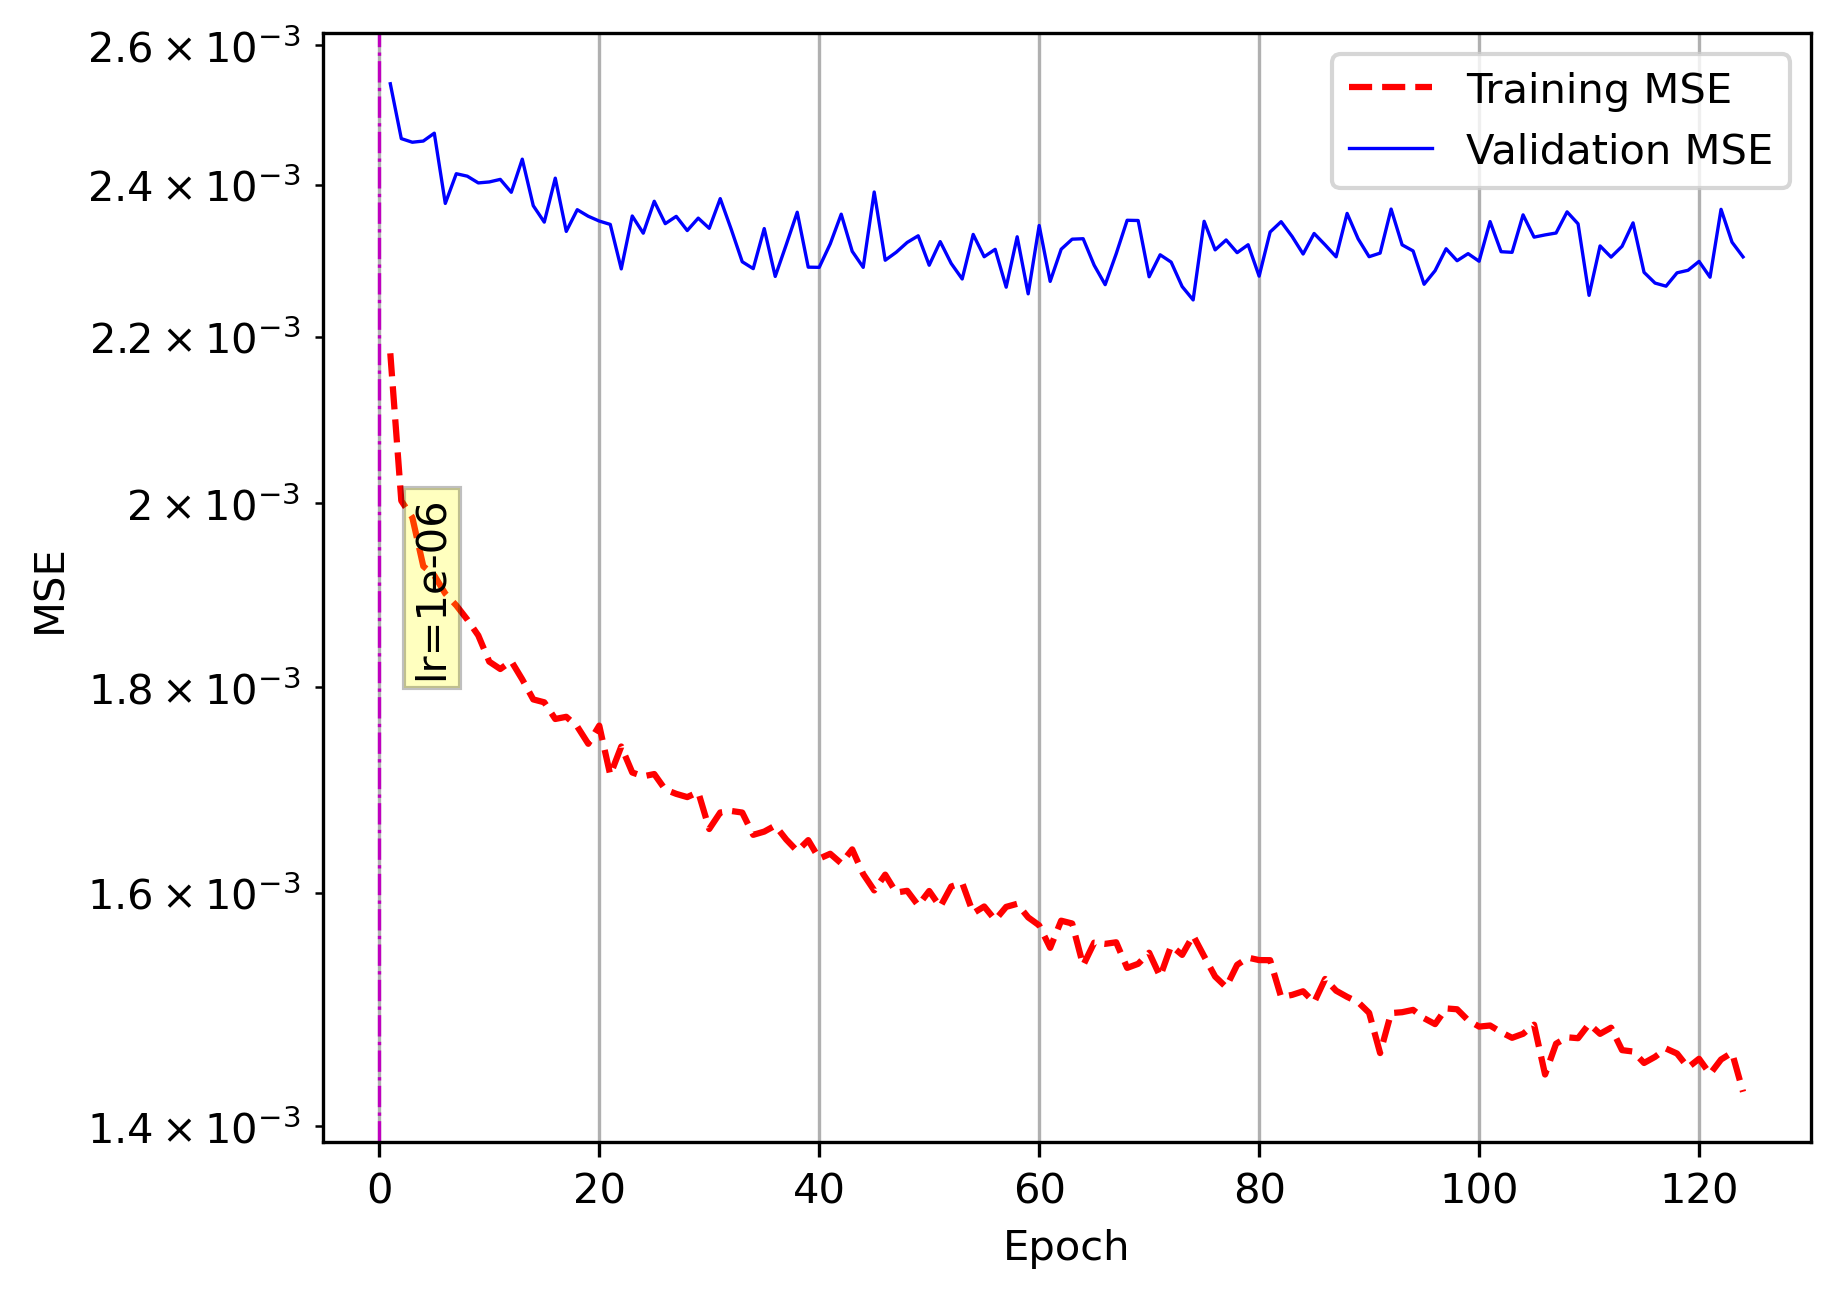 2.6 × 10⁻³
2.4 × 10⁻³
2.2 × 10⁻³
2 × 10⁻³
1.8 × 10⁻³
1.6 × 10⁻³
1.4 × 10⁻³
MSE
lr=1e-06
Training MSE
Validation MSE
0 20 40 60 80 100 120
Epoch